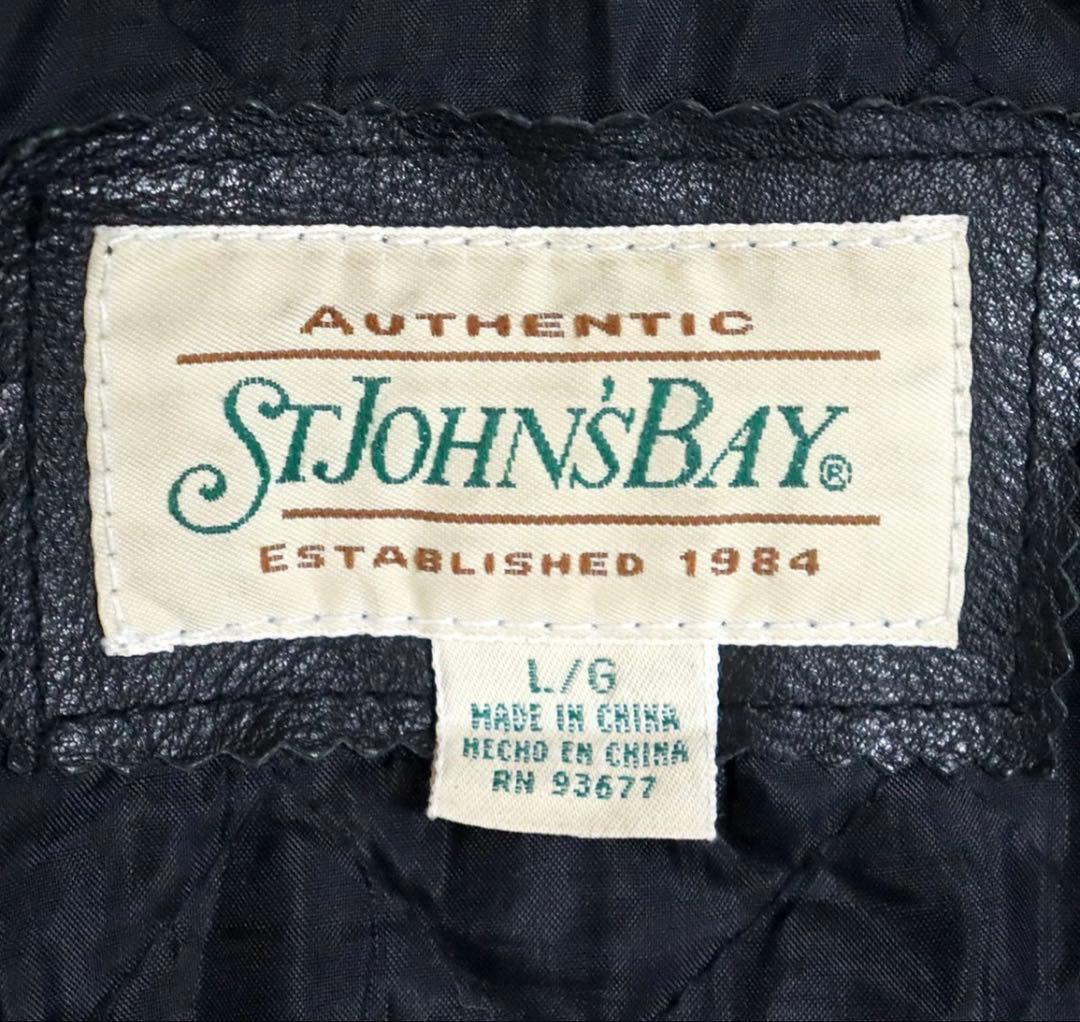 AUTHENTIC
ST JOHN'S BAY®
ESTABLISHED 1984
L/G
MADE IN CHINA
HECHO EN CHINA
RN 93677